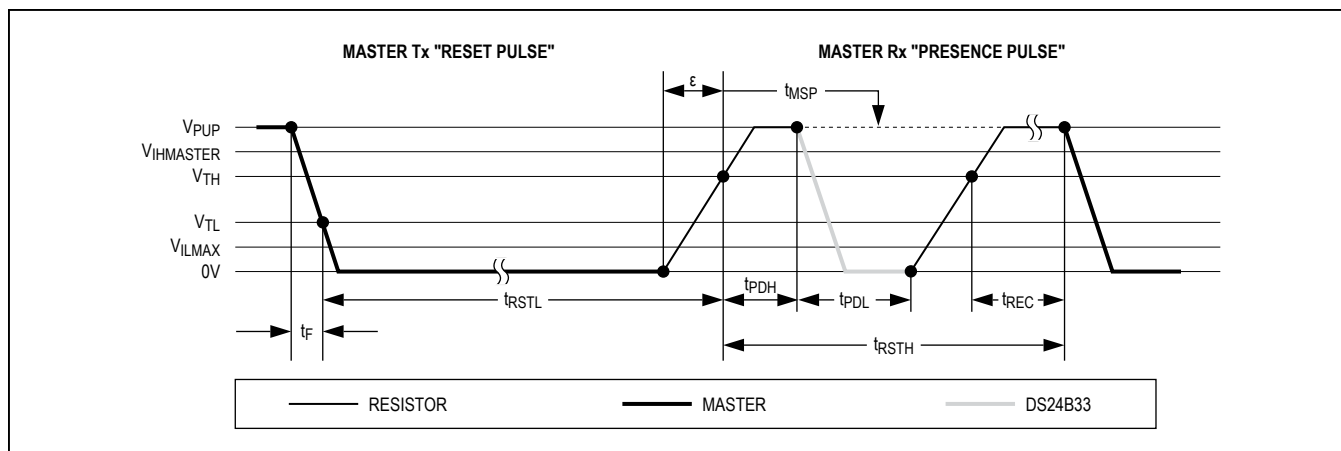 MASTER Tx "RESET PULSE"
MASTER Rx "PRESENCE PULSE"
ε
tMSP
VPUP
VIHMASTER
VTH
VTL
VILMAX
0V
tRSTL
tPDH
tPDL
tREC
tF
tRSTH
RESISTOR
MASTER
DS24B33